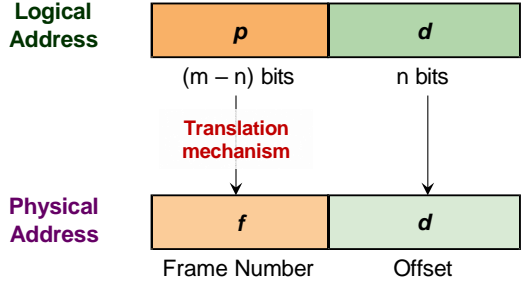 Logical
Address
p
d
(m – n) bits
n bits
Translation
mechanism
Physical
Address
f
d
Frame Number
Offset